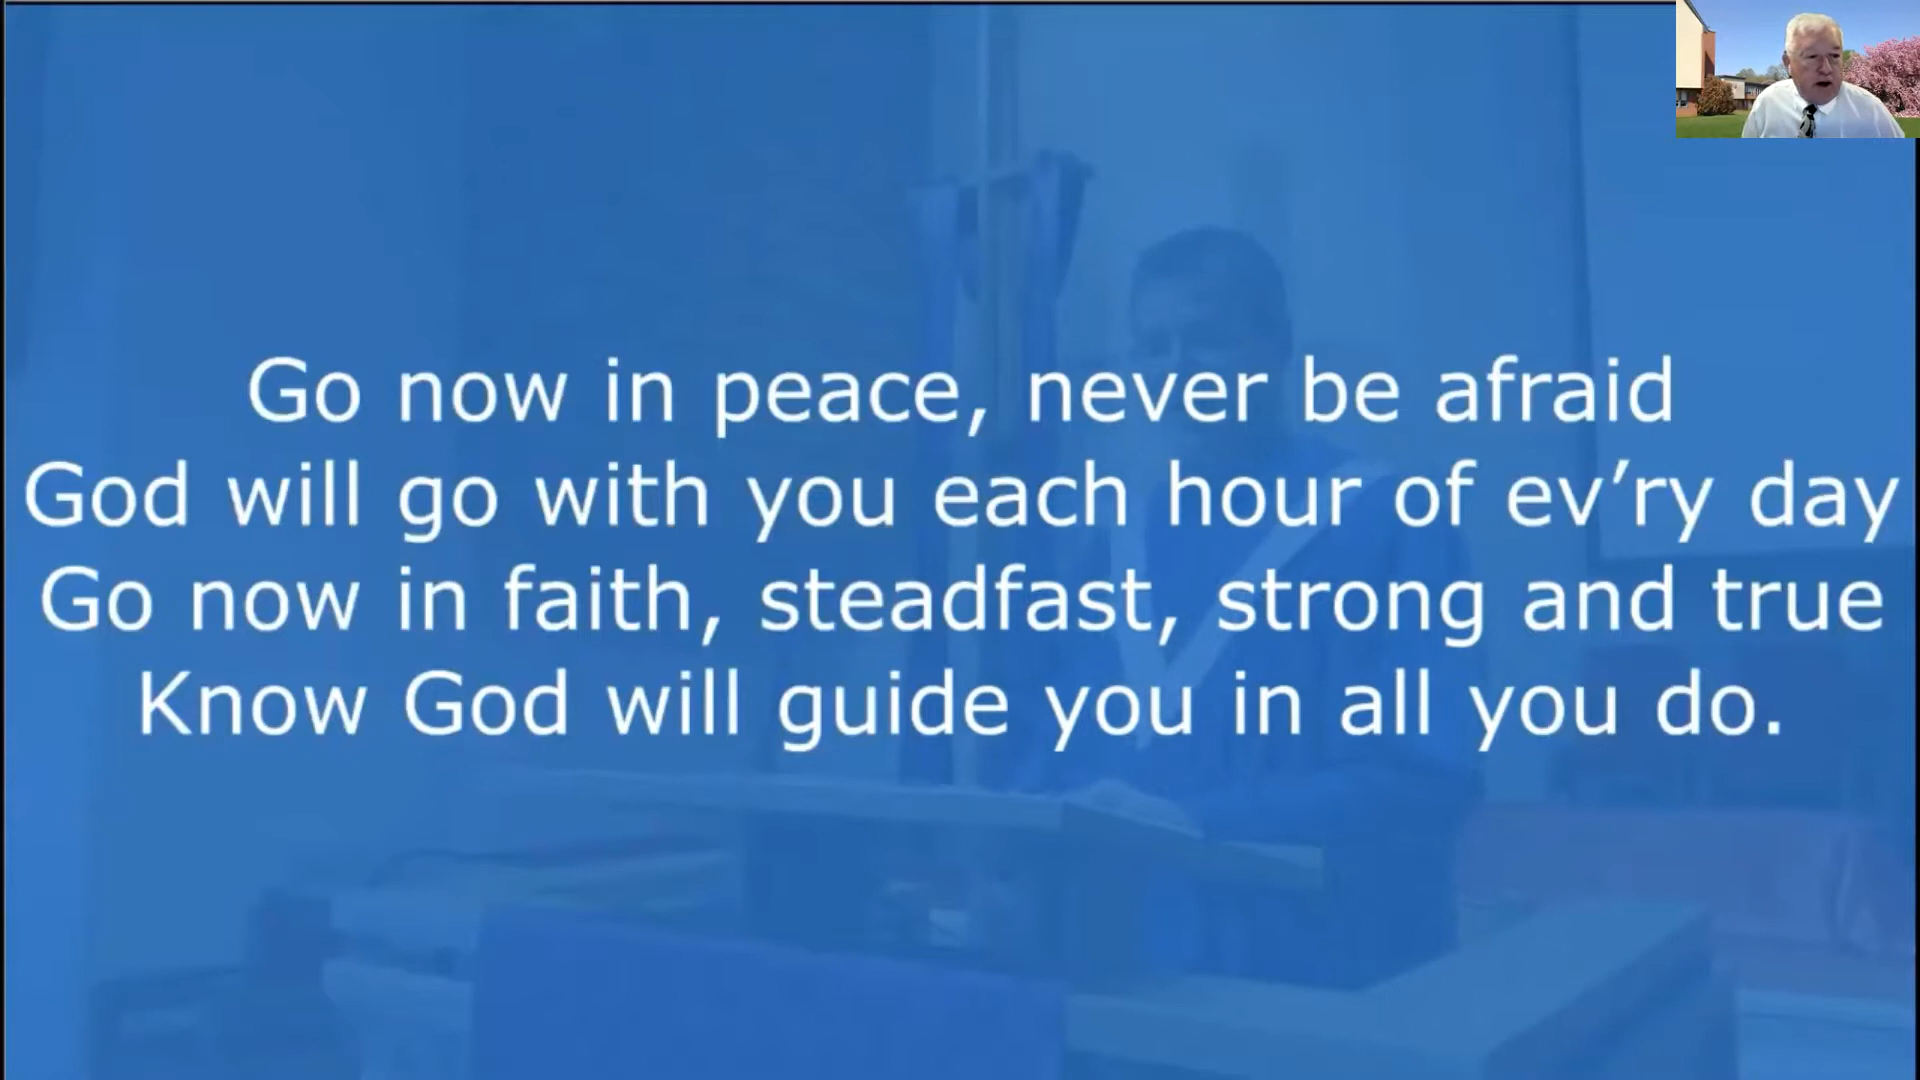 Go now in peace, never be afraid
God will go with you each hour of ev’ry day
Go now in faith, steadfast, strong and true
Know God will guide you in all you do.